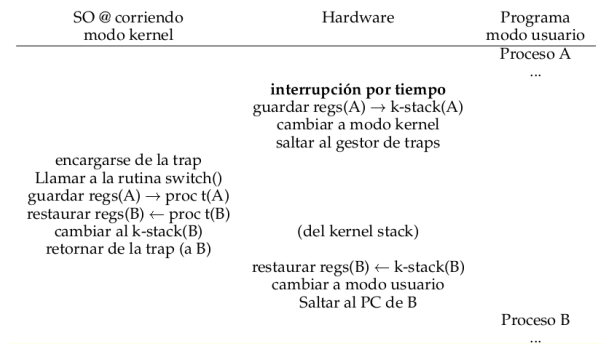 SO @ corriendo Hardware Programa
modo kernel modo usuario
Proceso A
...
interrupción por tiempo
guardar regs(A) → k-stack(A)
cambiar a modo kernel
saltar al gestor de traps
encargarse de la trap
Llamar a la rutina switch()
guardar regs(A) → proc t(A)
restaurar regs(B) ← proc t(B)
cambiar al k-stack(B) (del kernel stack)
retornar de la trap (a B)
restaurar regs(B) ← k-stack(B)
cambiar a modo usuario
Saltar al PC de B
Proceso B
...